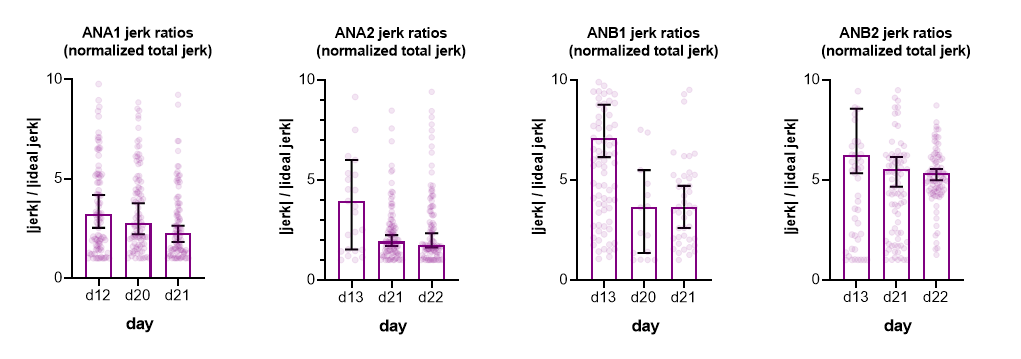 ANA1 jerk ratios
(normalized total jerk)
|jerk| / |ideal jerk|
10
5
0
d12 d20 d21
day
ANA2 jerk ratios
(normalized total jerk)
|jerk| / |ideal jerk|
10
5
0
d13 d21 d22
day
ANB1 jerk ratios
(normalized total jerk)
|jerk| / |ideal jerk|
10
5
0
d13 d20 d21
day
ANB2 jerk ratios
(normalized total jerk)
|jerk| / |ideal jerk|
10
5
0
d13 d21 d22
day